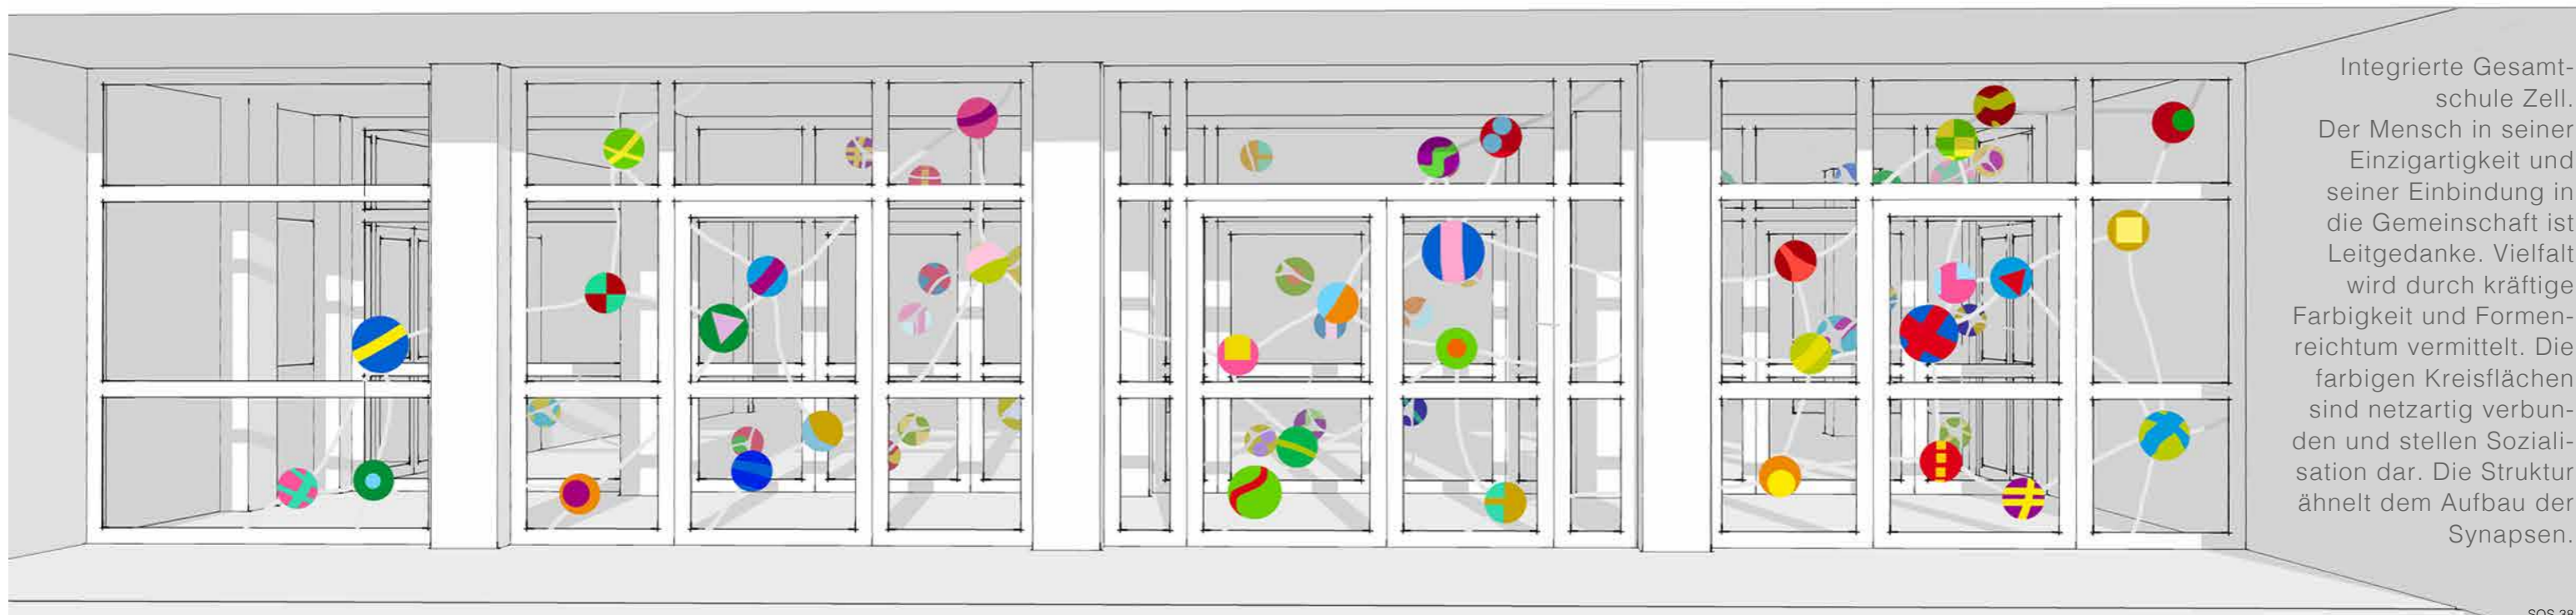 Integrierte Gesamt-
schule Zell.
Der Mensch in seiner
Einzigartigkeit und
seiner Einbindung in
die Gemeinschaft ist
Leitgedanke. Vielfalt
wird durch kräftige
Farbigkeit und Formen-
reichtum vermittelt. Die
farbigen Kreisflächen
sind netzartig verbun-
den und stellen Soziali-
sation dar. Die Struktur
ähnelt dem Aufbau der
Synapsen.